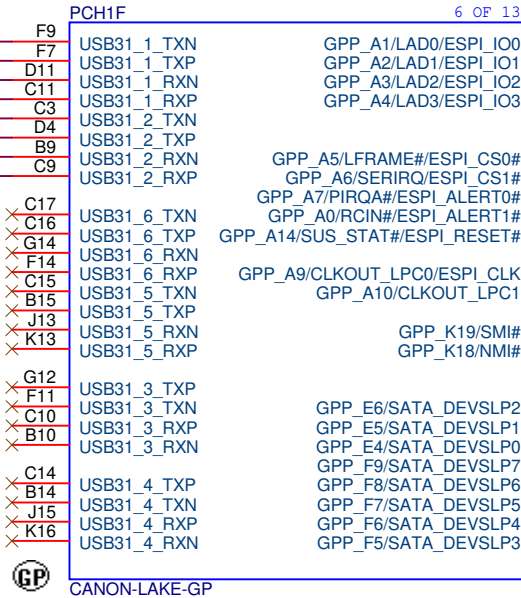 PCH1F 6 OF 13
F9 USB31_1_TXN GPP_A1/LAD0/ESPI_IO0
F7 USB31_1_TXP GPP_A2/LAD1/ESPI_IO1
D11 USB31_1_RXN GPP_A3/LAD2/ESPI_IO2
C11 USB31_1_RXP GPP_A4/LAD3/ESPI_IO3
C3 USB31_2_TXN
D4 USB31_2_TXP
B9 USB31_2_RXN GPP_A5/LFRAME#/ESPI_CS0#
C9 USB31_2_RXP GPP_A6/SERIRQ/ESPI_CS1#
GPP_A7/PIRQA#/ESPI_ALERT0#
C17 USB31_6_TXN GPP_A0/RCIN#/ESPI_ALERT1#
C16 USB31_6_TXP GPP_A14/SUS_STAT#/ESPI_RESET#
G14 USB31_6_RXN
F14 USB31_6_RXP GPP_A9/CLKOUT_LPC0/ESPI_CLK
C15 USB31_5_TXN GPP_A10/CLKOUT_LPC1
B15 USB31_5_TXP
J13 USB31_5_RXN GPP_K19/SMI#
K13 USB31_5_RXP GPP_K18/NMI#
G12 USB31_3_TXP
F11 USB31_3_TXN GPP_E6/SATA_DEVSLP2
C10 USB31_3_RXP GPP_E5/SATA_DEVSLP1
B10 USB31_3_RXN GPP_E4/SATA_DEVSLP0
GPP_F9/SATA_DEVSLP7
C14 USB31_4_TXP GPP_F8/SATA_DEVSLP6
B14 USB31_4_TXN GPP_F7/SATA_DEVSLP5
J15 USB31_4_RXP GPP_F6/SATA_DEVSLP4
K16 USB31_4_RXN GPP_F5/SATA_DEVSLP3
GP
CANON-LAKE-GP